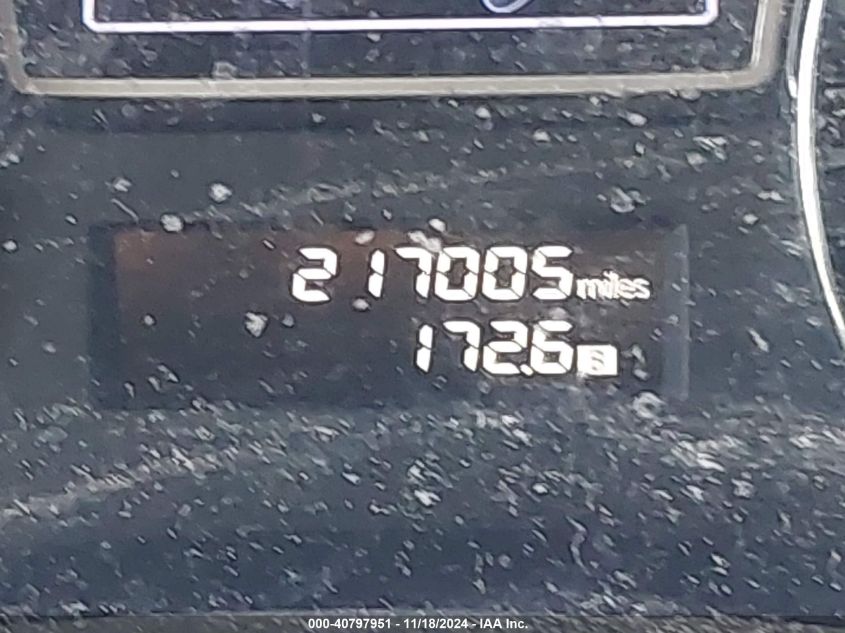 217005 miles
172.6
000-40797951 - 11/18/2024 - IAA Inc.